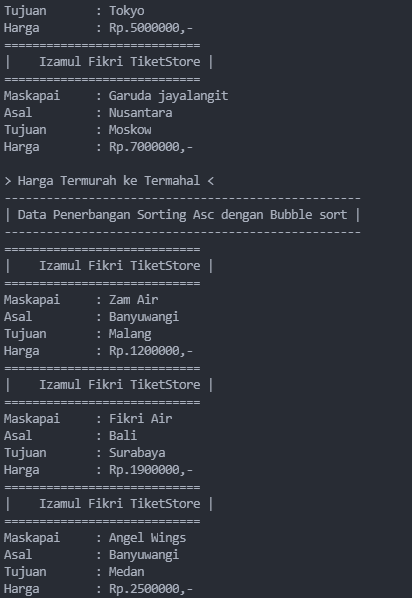 Tujuan      : Tokyo
Harga       : Rp.5000000,-
============================
|    Izamul Fikri TiketStore |
============================
Maskapai     : Garuda jayalangit
Asal         : Nusantara
Tujuan       : Moskow
Harga        : Rp.7000000,-
> Harga Termurah ke Termahal <
---------------------------------------------------
| Data Penerbangan Sorting Asc dengan Bubble sort |
---------------------------------------------------
============================
|    Izamul Fikri TiketStore |
============================
Maskapai     : Zam Air
Asal         : Banyuwangi
Tujuan       : Malang
Harga        : Rp.1200000,-
============================
|    Izamul Fikri TiketStore |
============================
Maskapai     : Fikri Air
Asal         : Bali
Tujuan       : Surabaya
Harga        : Rp.1900000,-
============================
|    Izamul Fikri TiketStore |
============================
Maskapai     : Angel Wings
Asal         : Banyuwangi
Tujuan       : Medan
Harga        : Rp.2500000,-